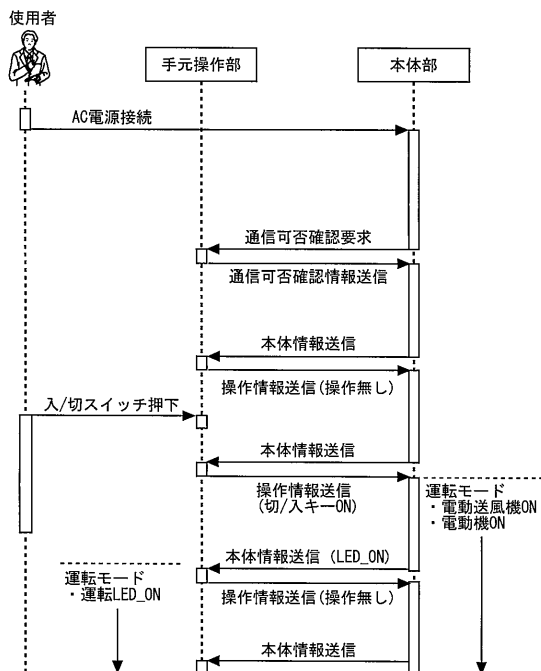 使用者
手元操作部
本体部
AC電源接続
通信可否確認要求
通信可否確認情報送信
本体情報送信
操作情報送信(操作無し)
入/切スイッチ押下
本体情報送信
操作情報送信
(切/入キーON)
運転モード
・電動送風機ON
・電動機ON
本体情報送信 (LED_ON)
運転モード
・運転LED_ON
操作情報送信(操作無し)
本体情報送信